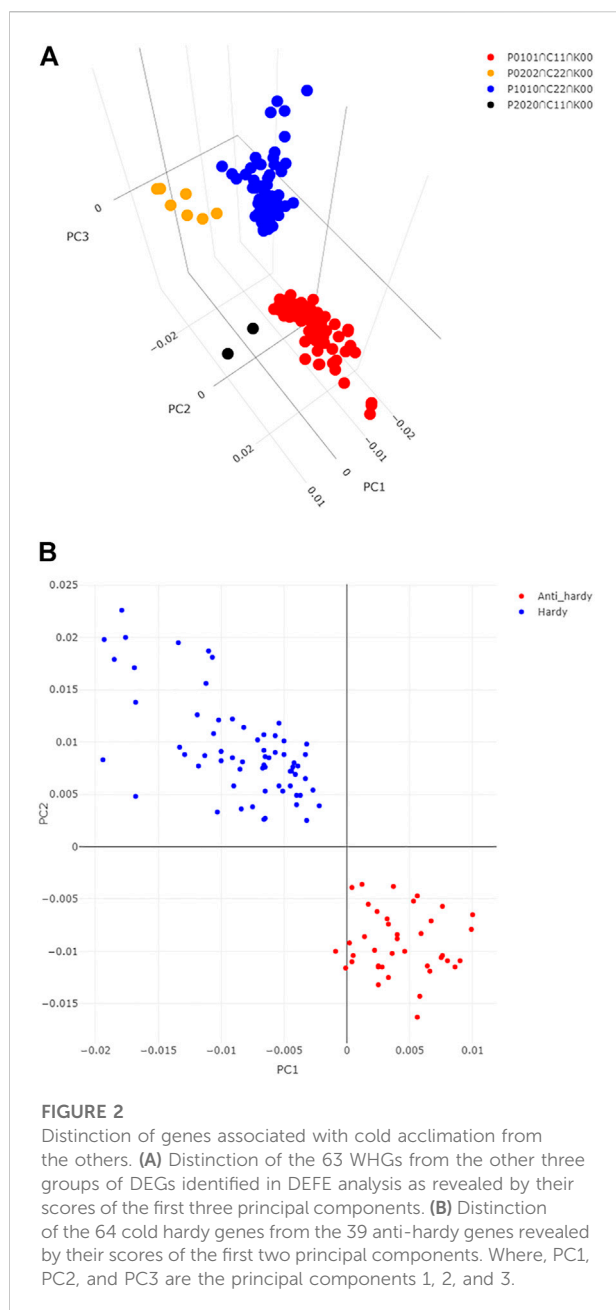 A
P0101∩C11∩K00
P0202∩C22∩K00
P1010∩C22∩K00
P2020∩C11∩K00
0
PC3
−0.02
PC2
0
0.02
0.01
0
PC1
−0.01
−0.02
B
0.025
0.02
0.015
0.01
0.005
0
−0.005
−0.01
−0.015
PC2
−0.02
−0.015
−0.01
−0.005
0
0.005
0.01
PC1
Anti_hardy
Hardy
FIGURE 2
Distinction of genes associated with cold acclimation from
the others. (A) Distinction of the 63 WHGs from the other three
groups of DEGs identified in DEFE analysis as revealed by their
scores of the first three principal components. (B) Distinction
of the 64 cold hardy genes from the 39 anti-hardy genes revealed
by their scores of the first two principal components. Where, PC1,
PC2, and PC3 are the principal components 1, 2, and 3.